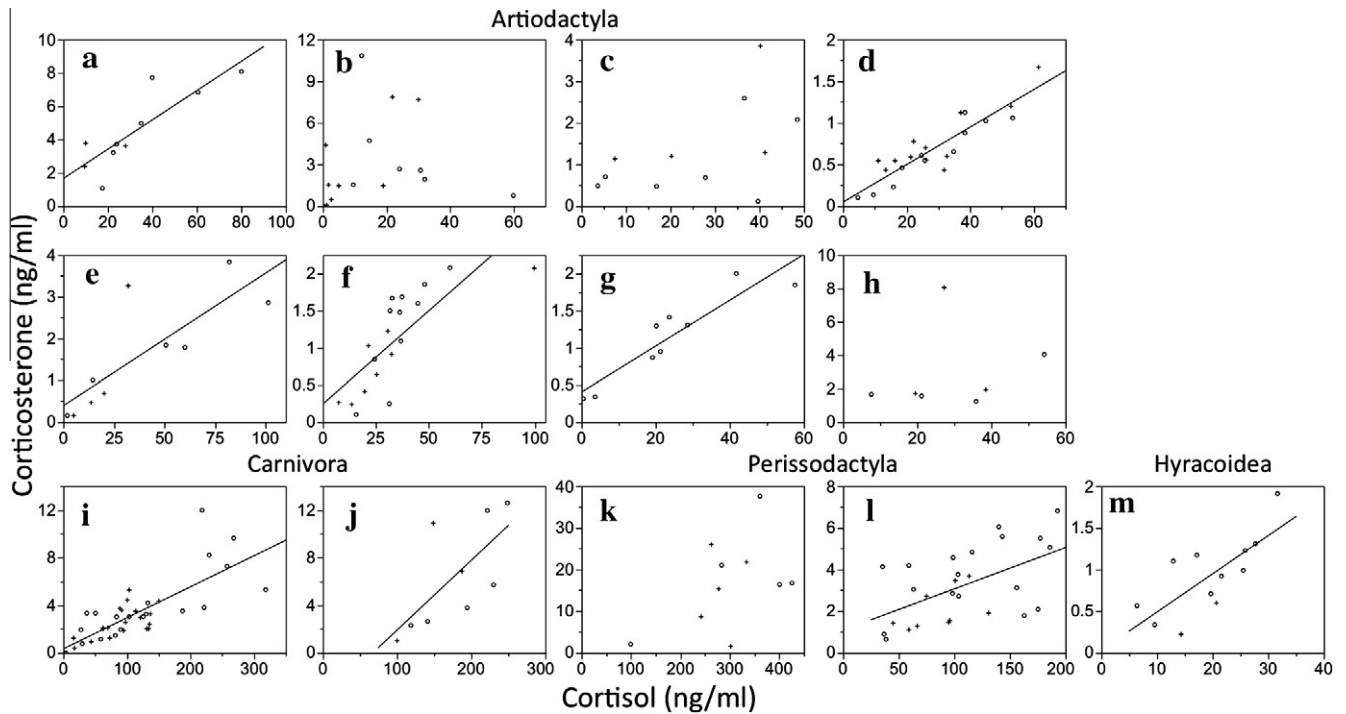 Artiodactyla
10 8 6 4 2 0
a
0 20 40 60 80 100
12 9 6 3 0
b
0 20 40 60
4 3 2 1 0
c
0 10 20 30 40 50
2 1.5 1 0.5 0
d
0 20 40 60
Corticosterone (ng/ml)
4 3 2 1 0
e
0 25 50 75 100
2 1.5 1 0.5 0
f
0 25 50 75 100
2 1.5 1 0.5 0
g
0 20 40 60
10 8 6 4 2 0
h
0 20 40 60
Carnivora
Perissodactyla
Hyracoidea
12 8 4 0
i
0 100 200 300
12 8 4 0
j
0 100 200 300
40 30 20 10 0
k
0 100 200 300 400
8 6 4 2 0
l
0 50 100 150 200
2 1.5 1 0.5 0
m
0 10 20 30 40
Cortisol (ng/ml)